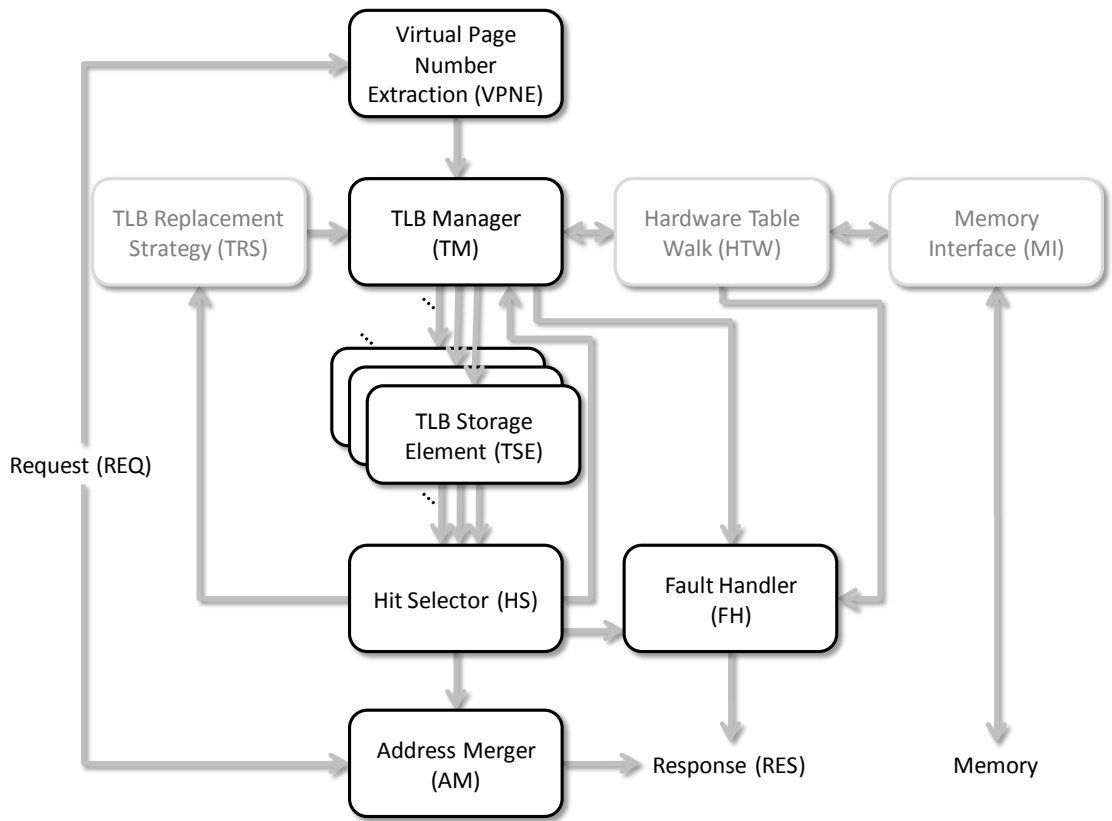 Virtual Page
Number
Extraction (VPNE)
TLB Replacement
Strategy (TRS)
TLB Manager
(TM)
Hardware Table
Walk (HTW)
Memory
Interface (MI)
TLB Storage
Element (TSE)
Request (REQ)
Hit Selector (HS)
Fault Handler
(FH)
Address Merger
(AM)
Response (RES)
Memory